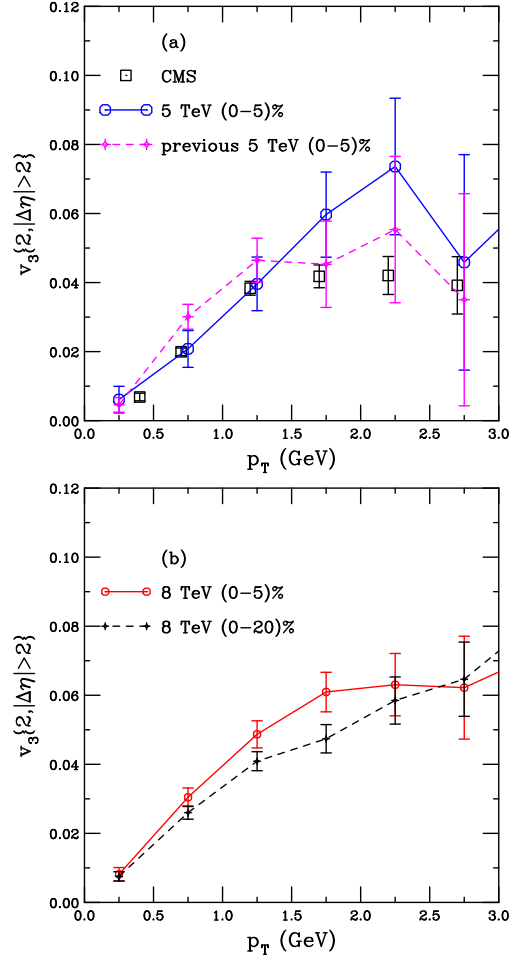 0.12
(a)
CMS
0.10
5 TeV (0−5)%
previous 5 TeV (0−5)%
0.08
v3{2,|Δη|>2}
0.06
0.04
0.02
0.00
0.0 0.5 1.0 1.5 2.0 2.5 3.0
pT (GeV)
0.12
(b)
0.10
8 TeV (0−5)%
8 TeV (0−20)%
0.08
v3{2,|Δη|>2}
0.06
0.04
0.02
0.00
0.0 0.5 1.0 1.5 2.0 2.5 3.0
pT (GeV)